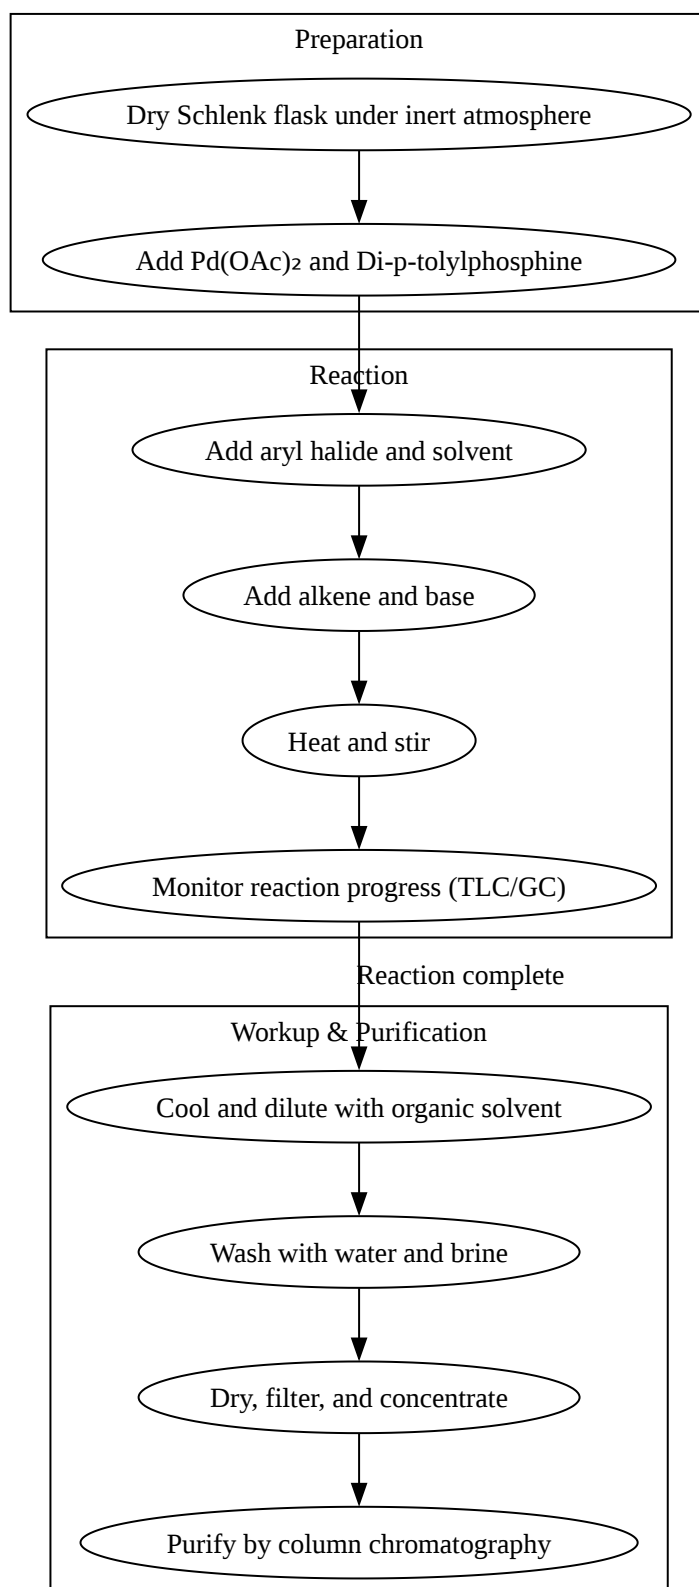 Preparation
Dry Schlenk flask under inert atmosphere
Add Pd(OAc)₂ and Di-p-tolylphosphine
Reaction
Add aryl halide and solvent
Add alkene and base
Heat and stir
Monitor reaction progress (TLC/GC)
Reaction complete
Workup & Purification
Cool and dilute with organic solvent
Wash with water and brine
Dry, filter, and concentrate
Purify by column chromatography